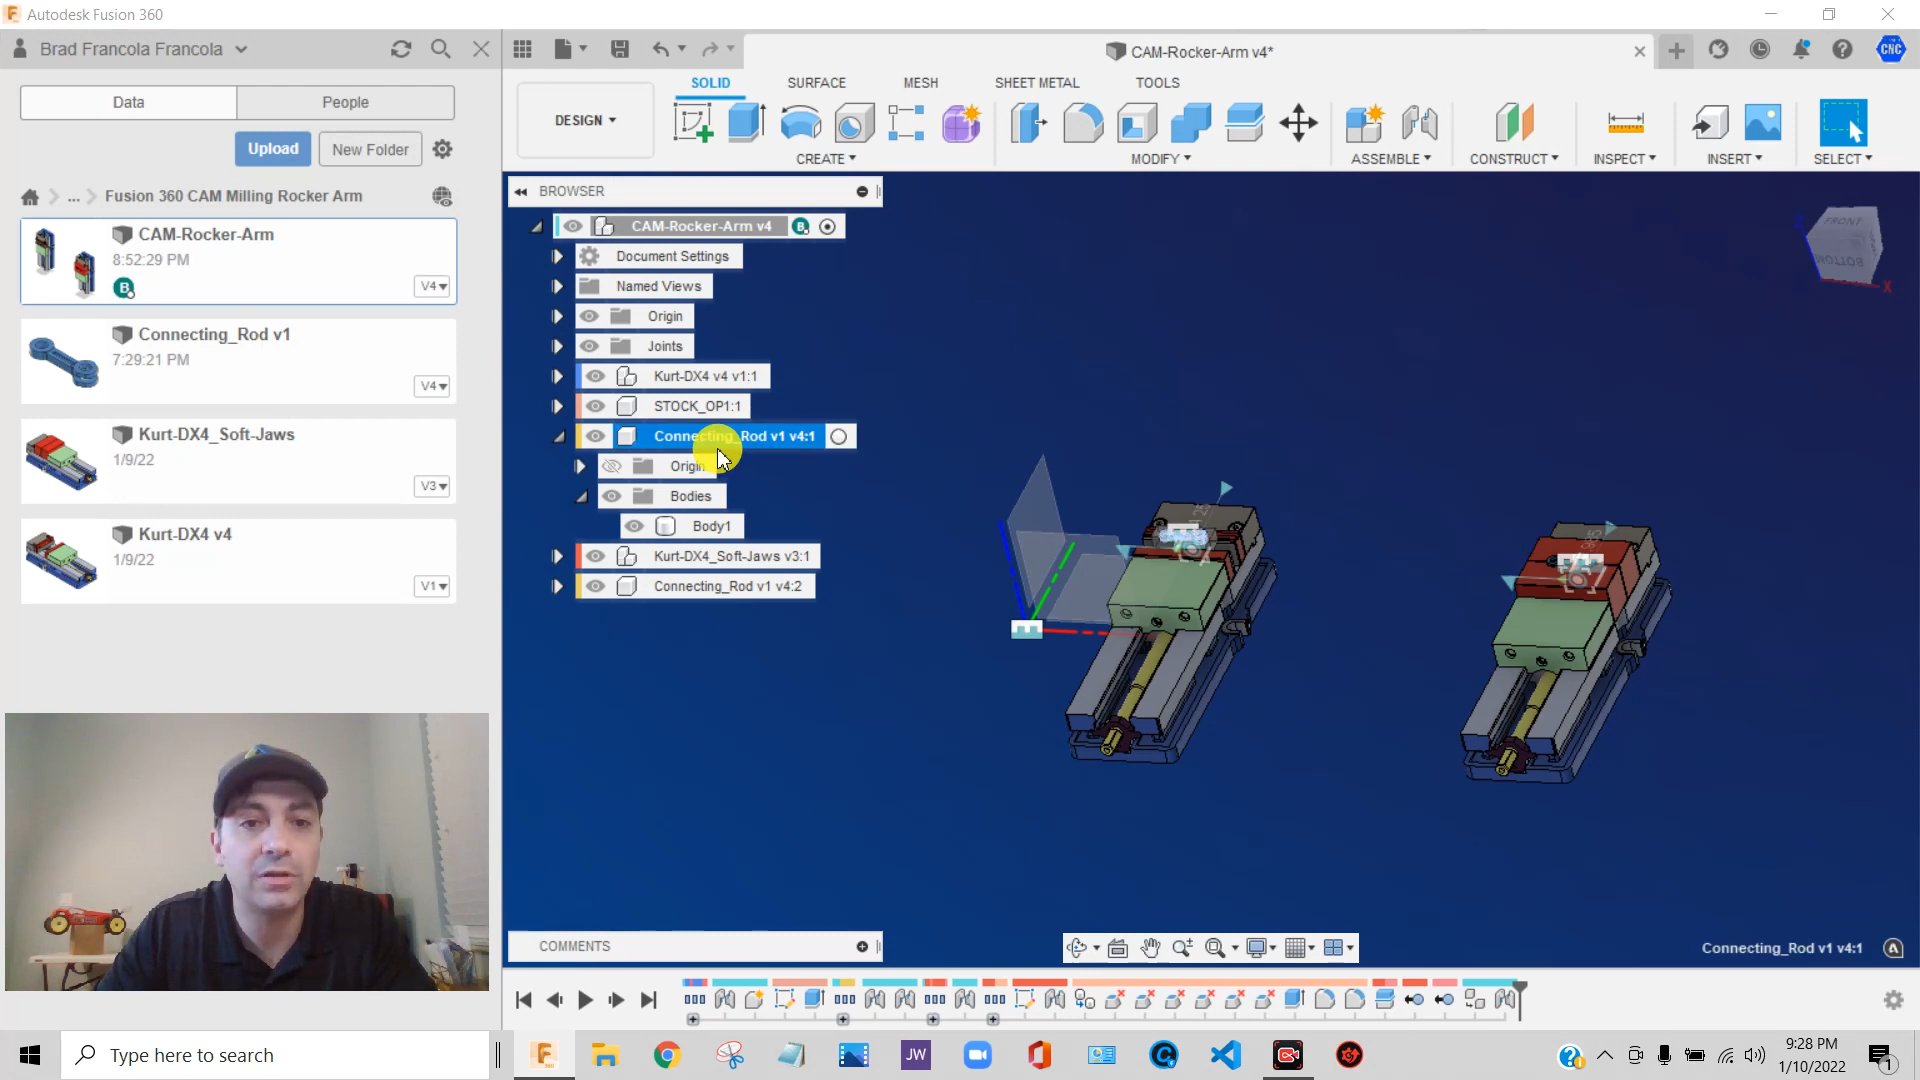 Autodesk Fusion 360
Brad Francola Francola
CAM-Rocker-Arm v4*
CNC
Data
People
SOLID
SURFACE
MESH
SHEET METAL
TOOLS
DESIGN
Upload
New Folder
CREATE
MODIFY
ASSEMBLE
CONSTRUCT
INSPECT
INSERT
SELECT
... Fusion 360 CAM Milling Rocker Arm
CAM-Rocker-Arm
8:52:29 PM
B
V4
Connecting_Rod v1
7:29:21 PM
V4
Kurt-DX4_Soft-Jaws
1/9/22
V3
Kurt-DX4 v4
1/9/22
V1
BROWSER
CAM-Rocker-Arm v4
B
Document Settings
Named Views
Origin
Joints
Kurt-DX4 v4 v1:1
STOCK_OP1:1
Connecting_Rod v1 v4:1
Origin
Bodies
Body1
Kurt-DX4_Soft-Jaws v3:1
Connecting_Rod v1 v4:2
FRONT
BOTTOM
Z
X
COMMENTS
Connecting_Rod v1 v4:1
Type here to search
JW
9:28 PM
1/10/2022
1